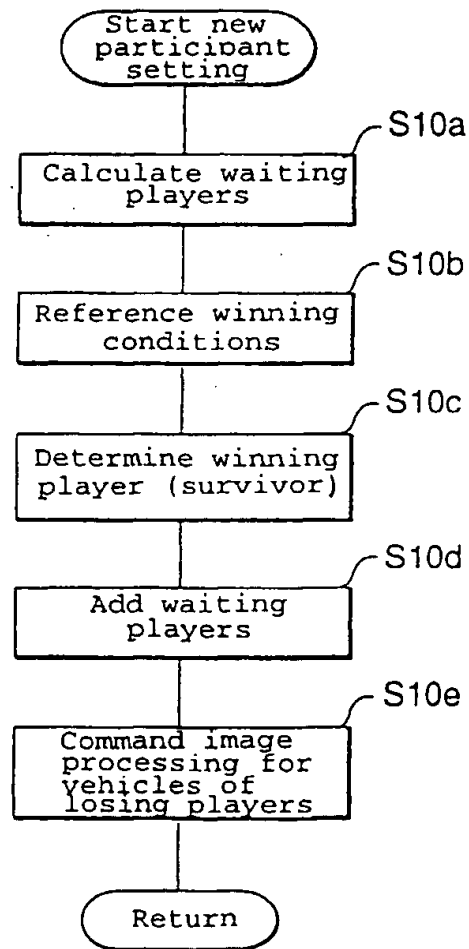 Start new
participant
setting
S10a
Calculate waiting
players
S10b
Reference winning
conditions
S10c
Determine winning
player (survivor)
S10d
Add waiting
players
S10e
Command image
processing for
vehicles of
losing players
Return